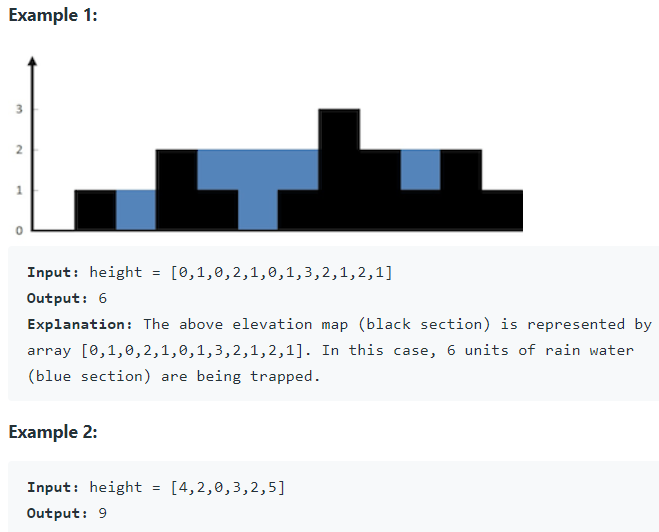 Example 1:
3
2
1
0
Input: height = [0,1,0,2,1,0,1,3,2,1,2,1]
Output: 6
Explanation: The above elevation map (black section) is represented by
array [0,1,0,2,1,0,1,3,2,1,2,1]. In this case, 6 units of rain water
(blue section) are being trapped.
Example 2:
Input: height = [4,2,0,3,2,5]
Output: 9